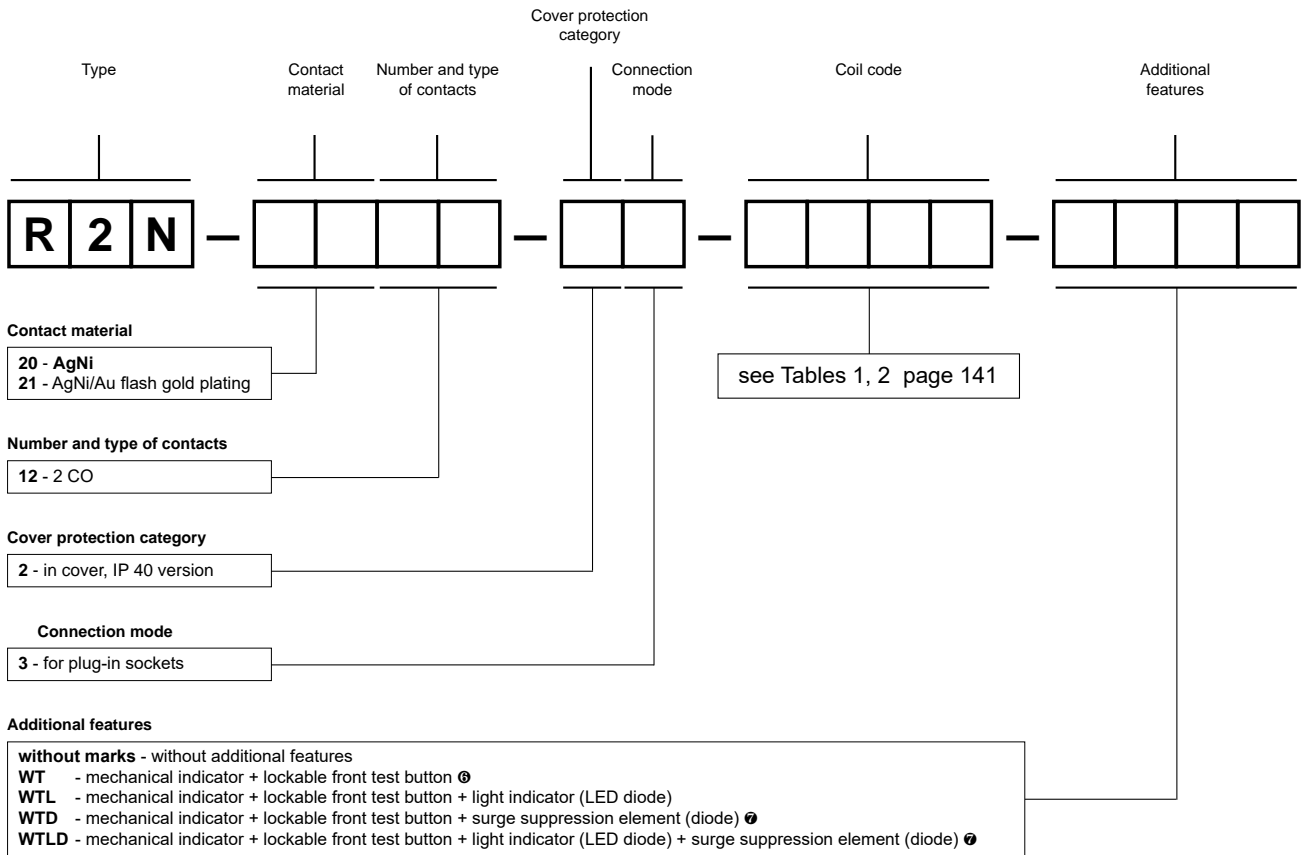 Cover protection
category
Type
Contact
material
Number and type
of contacts
Connection
mode
Coil code
Additional
features
R 2 N – – – –
Contact material
20 - AgNi
21 - AgNi/Au flash gold plating
see Tables 1, 2 page 141
Number and type of contacts
12 - 2 CO
Cover protection category
2 - in cover, IP 40 version
Connection mode
3 - for plug-in sockets
Additional features
without marks - without additional features
WT - mechanical indicator + lockable front test button ❻
WTL - mechanical indicator + lockable front test button + light indicator (LED diode)
WTD - mechanical indicator + lockable front test button + surge suppression element (diode) ❼
WTLD - mechanical indicator + lockable front test button + light indicator (LED diode) + surge suppression element (diode) ❼